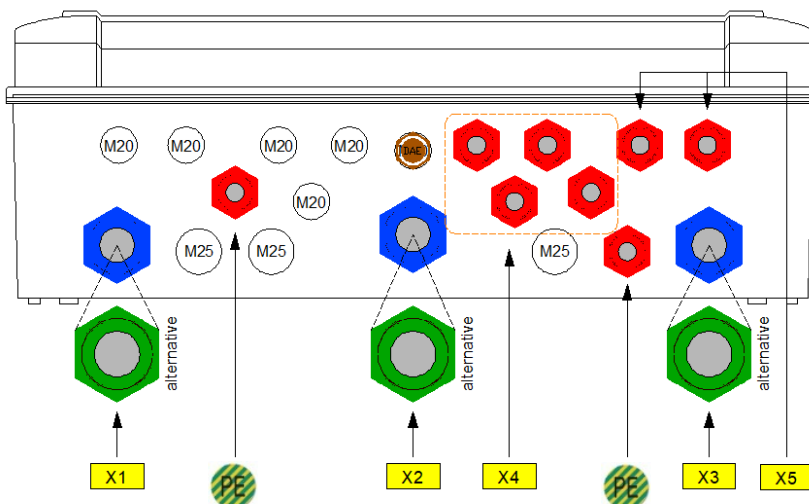 M20
M20
M20
M20
DAE
M20
M25
M25
M25
alternative
alternative
alternative
X1
PE
X2
X4
PE
X3
X5